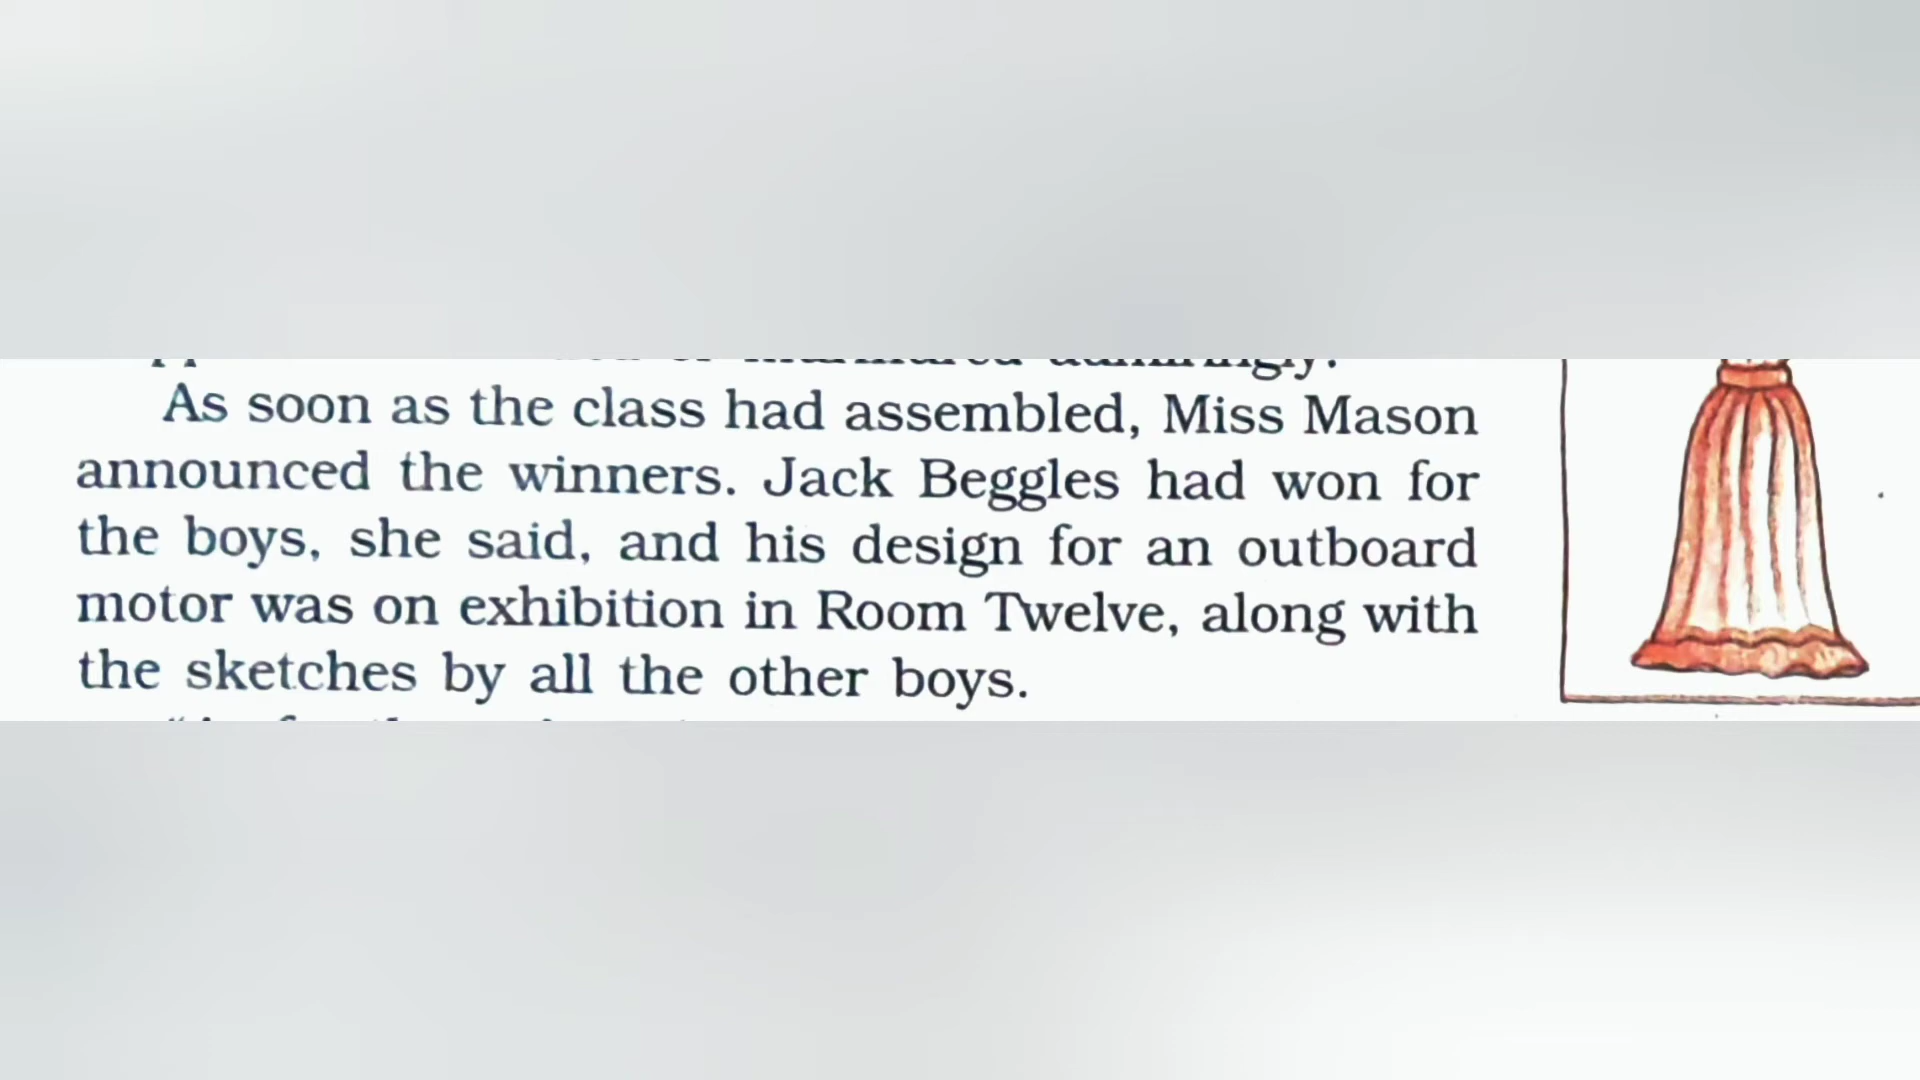 murmured admiringly.
As soon as the class had assembled, Miss Mason
announced the winners. Jack Beggles had won for
the boys, she said, and his design for an outboard
motor was on exhibition in Room Twelve, along with
the sketches by all the other boys.